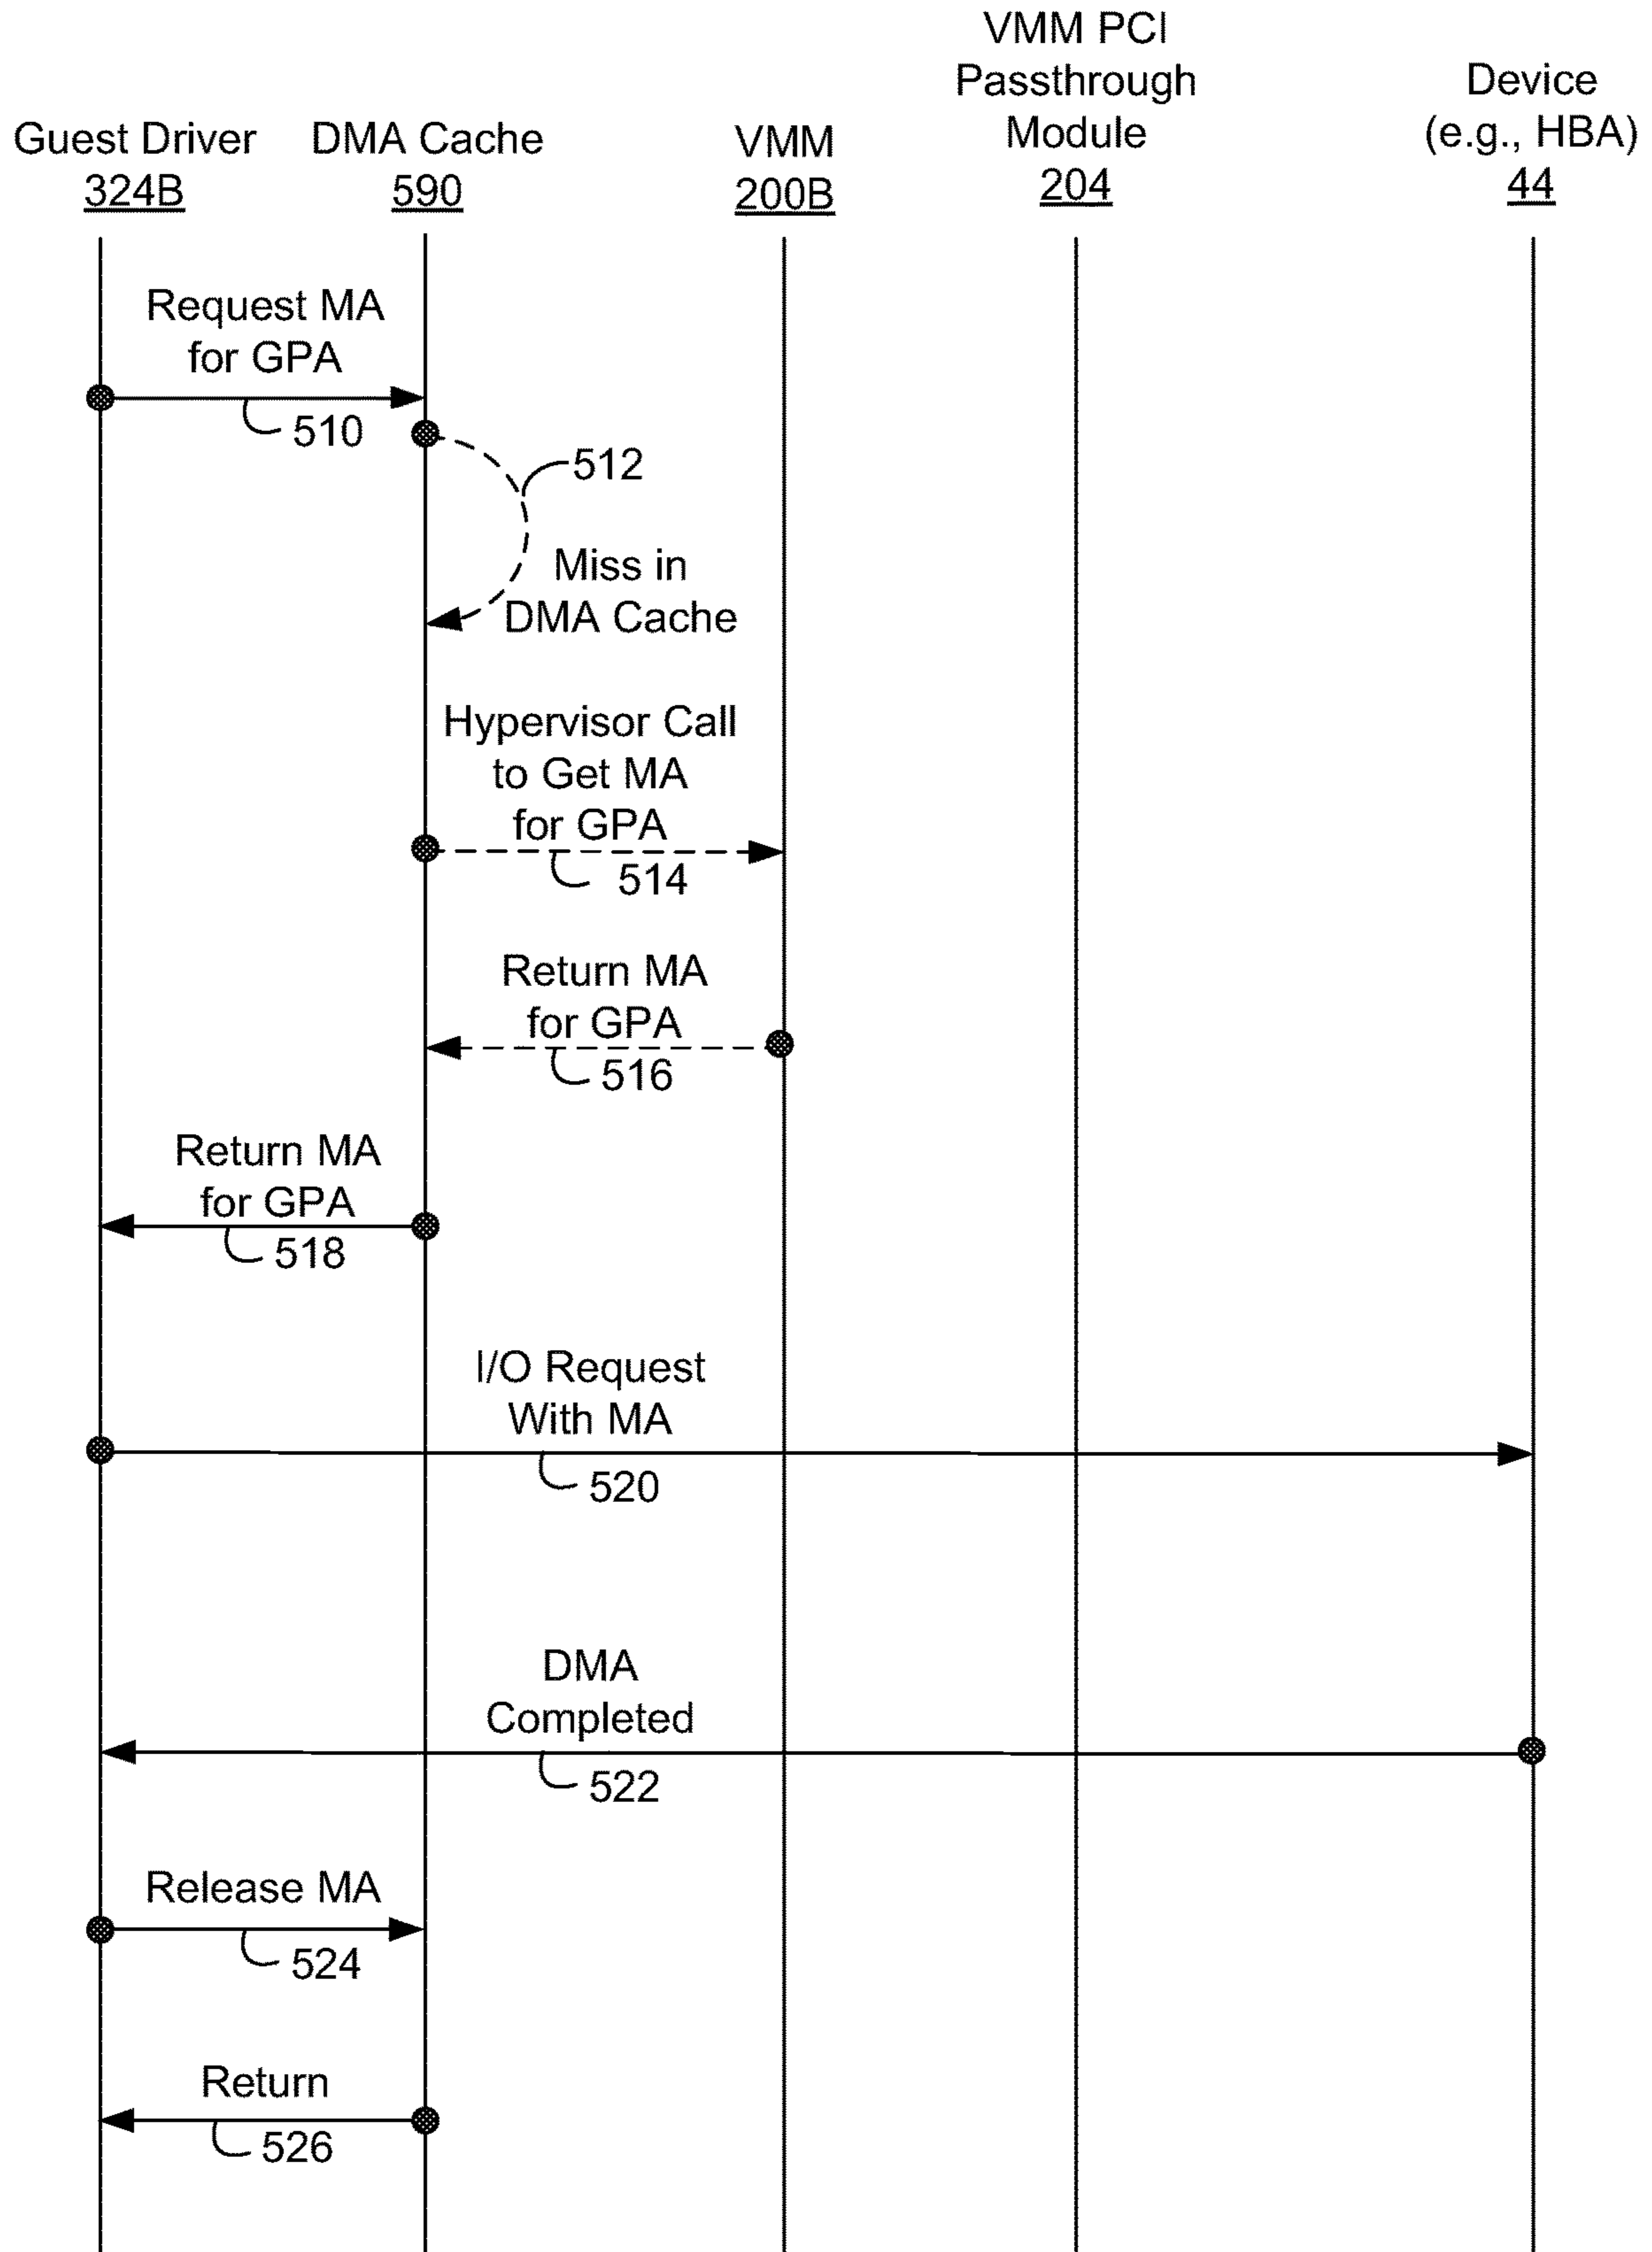 Guest Driver
324B
DMA Cache
590
VMM
200B
VMM PCI
Passthrough
Module
204
Device
(e.g., HBA)
44
Request MA
for GPA
510
512
Miss in
DMA Cache
Hypervisor Call
to Get MA
for GPA
514
Return MA
for GPA
516
Return MA
for GPA
518
I/O Request
With MA
520
DMA
Completed
522
Release MA
524
Return
526